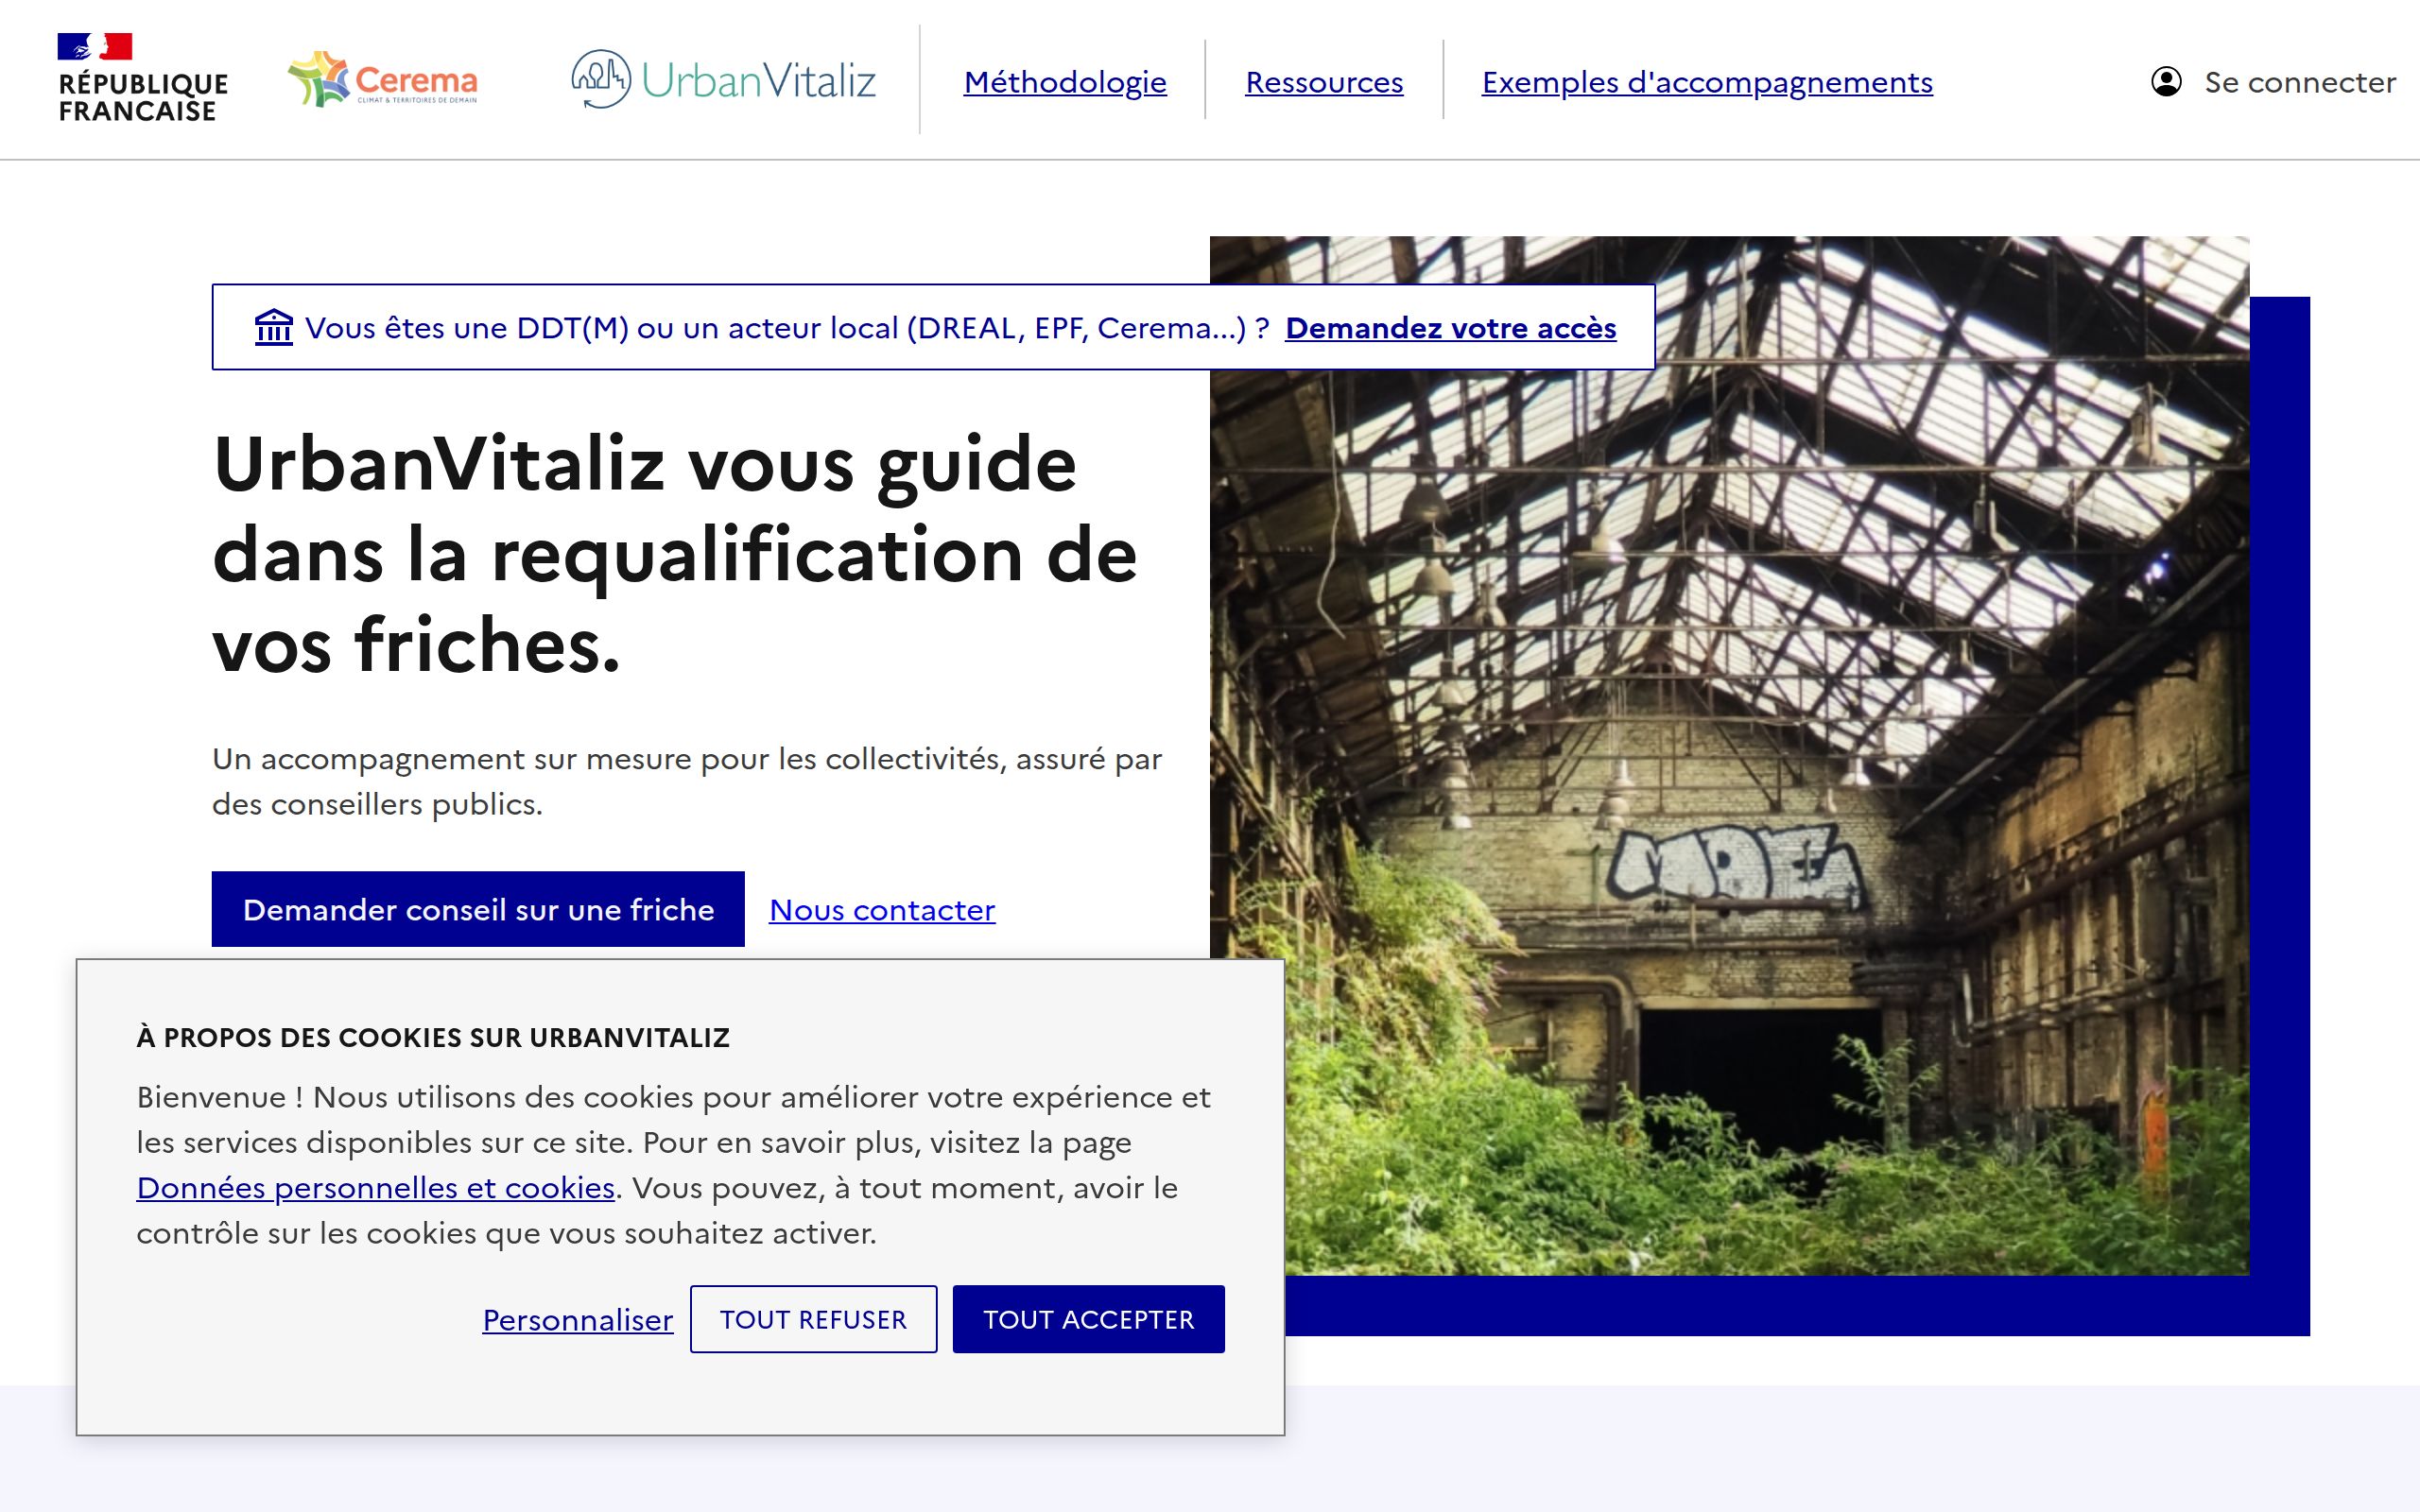 RÉPUBLIQUE
FRANCAISE
Cerema
CLIMAT & TERRITOIRES DE DEMAIN
UrbanVitaliz
Méthodologie
Ressources
Exemples d'accompagnements
Se connecter
Vous êtes une DDT(M) ou un acteur local (DREAL, EPF, Cerema...) ? Demandez votre accès
UrbanVitaliz vous guide
dans la requalification de
vos friches.
Un accompagnement sur mesure pour les collectivités, assuré par
des conseillers publics.
Demander conseil sur une friche
Nous contacter
À PROPOS DES COOKIES SUR URBANVITALIZ
Bienvenue ! Nous utilisons des cookies pour améliorer votre expérience et
les services disponibles sur ce site. Pour en savoir plus, visitez la page
Données personnelles et cookies. Vous pouvez, à tout moment, avoir le
contrôle sur les cookies que vous souhaitez activer.
Personnaliser
TOUT REFUSER
TOUT ACCEPTER